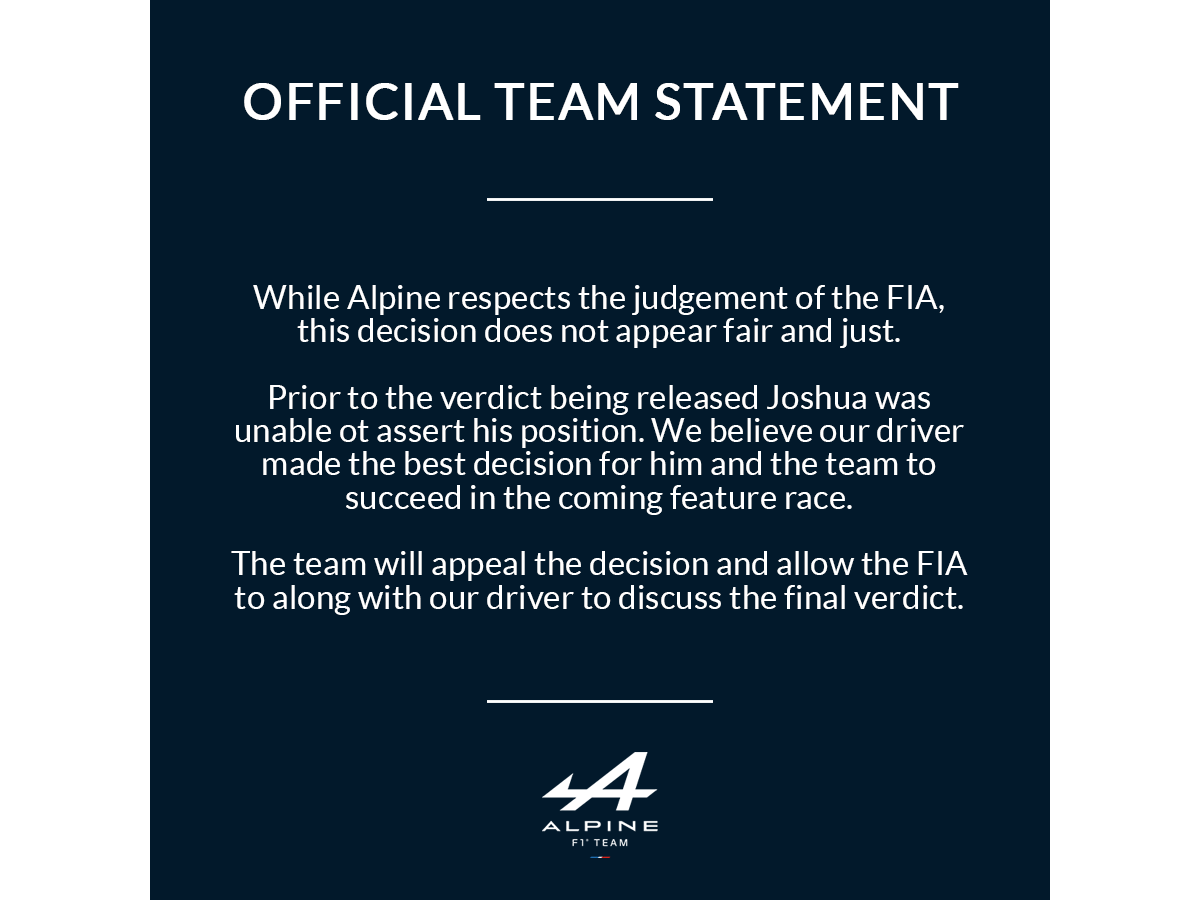 OFFICIAL TEAM STATEMENT
While Alpine respects the judgement of the FIA,
this decision does not appear fair and just.
Prior to the verdict being released Joshua was
unable ot assert his position. We believe our driver
made the best decision for him and the team to
succeed in the coming feature race.
The team will appeal the decision and allow the FIA
to along with our driver to discuss the final verdict.
ALPINE
F1® TEAM